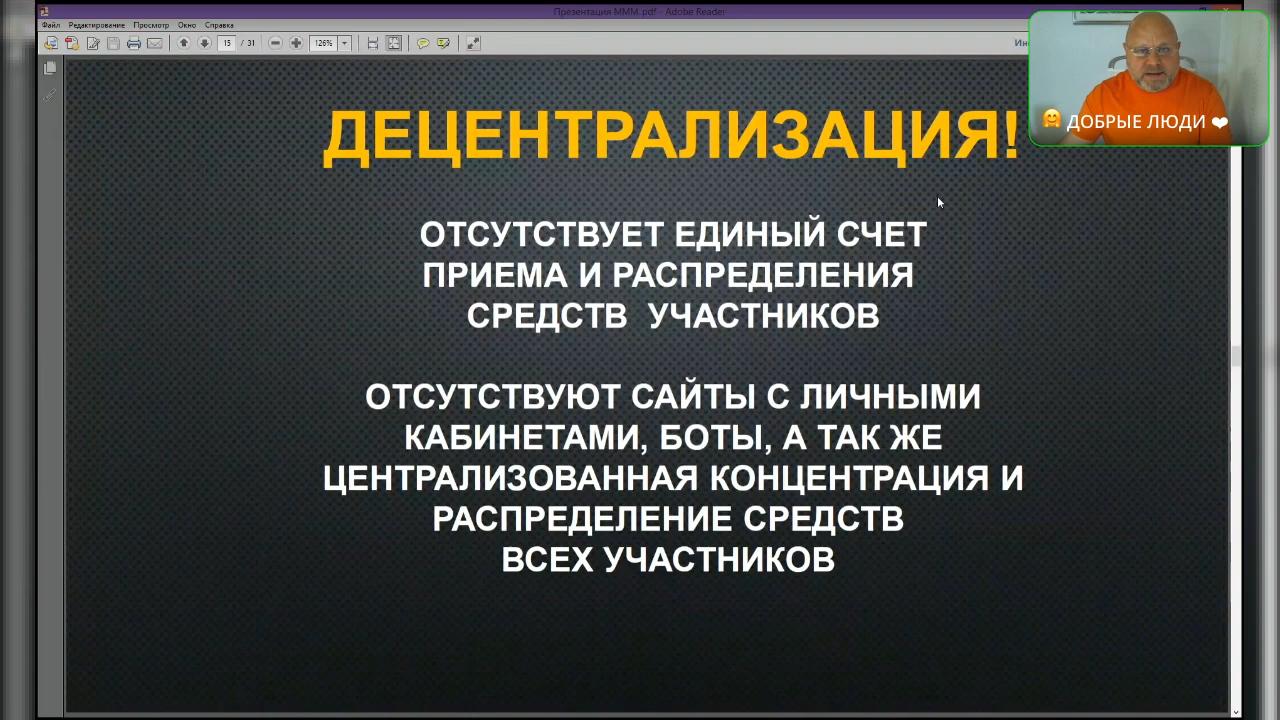 Презентация МММ.pdf - Adobe Reader
Файл Редактирование Просмотр Окно Справка
15 / 31 126%
🤗 ДОБРЫЕ ЛЮДИ ❤
ДЕЦЕНТРАЛИЗАЦИЯ!
ОТСУТСТВУЕТ ЕДИНЫЙ СЧЕТ
ПРИЕМА И РАСПРЕДЕЛЕНИЯ
СРЕДСТВ УЧАСТНИКОВ
ОТСУТСТВУЮТ САЙТЫ С ЛИЧНЫМИ
КАБИНЕТАМИ, БОТЫ, А ТАК ЖЕ
ЦЕНТРАЛИЗОВАННАЯ КОНЦЕНТРАЦИЯ И
РАСПРЕДЕЛЕНИЕ СРЕДСТВ
ВСЕХ УЧАСТНИКОВ